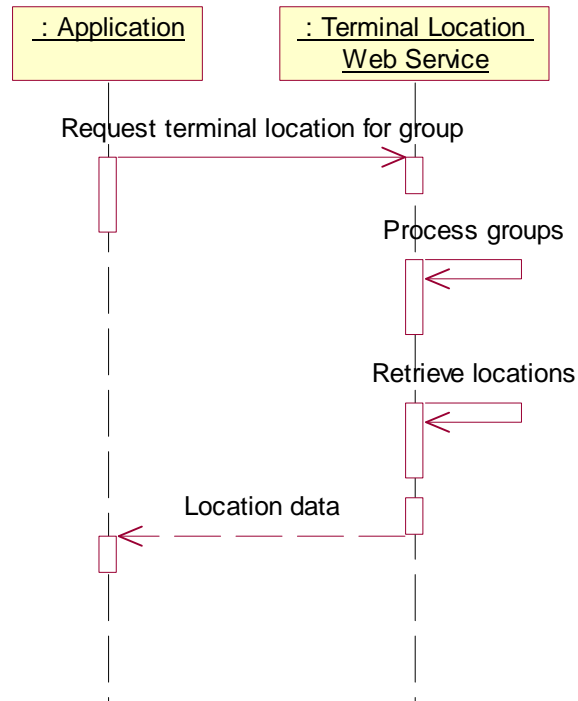 : Application
: Terminal Location
Web Service
Request terminal location for group
Process groups
Retrieve locations
Location data